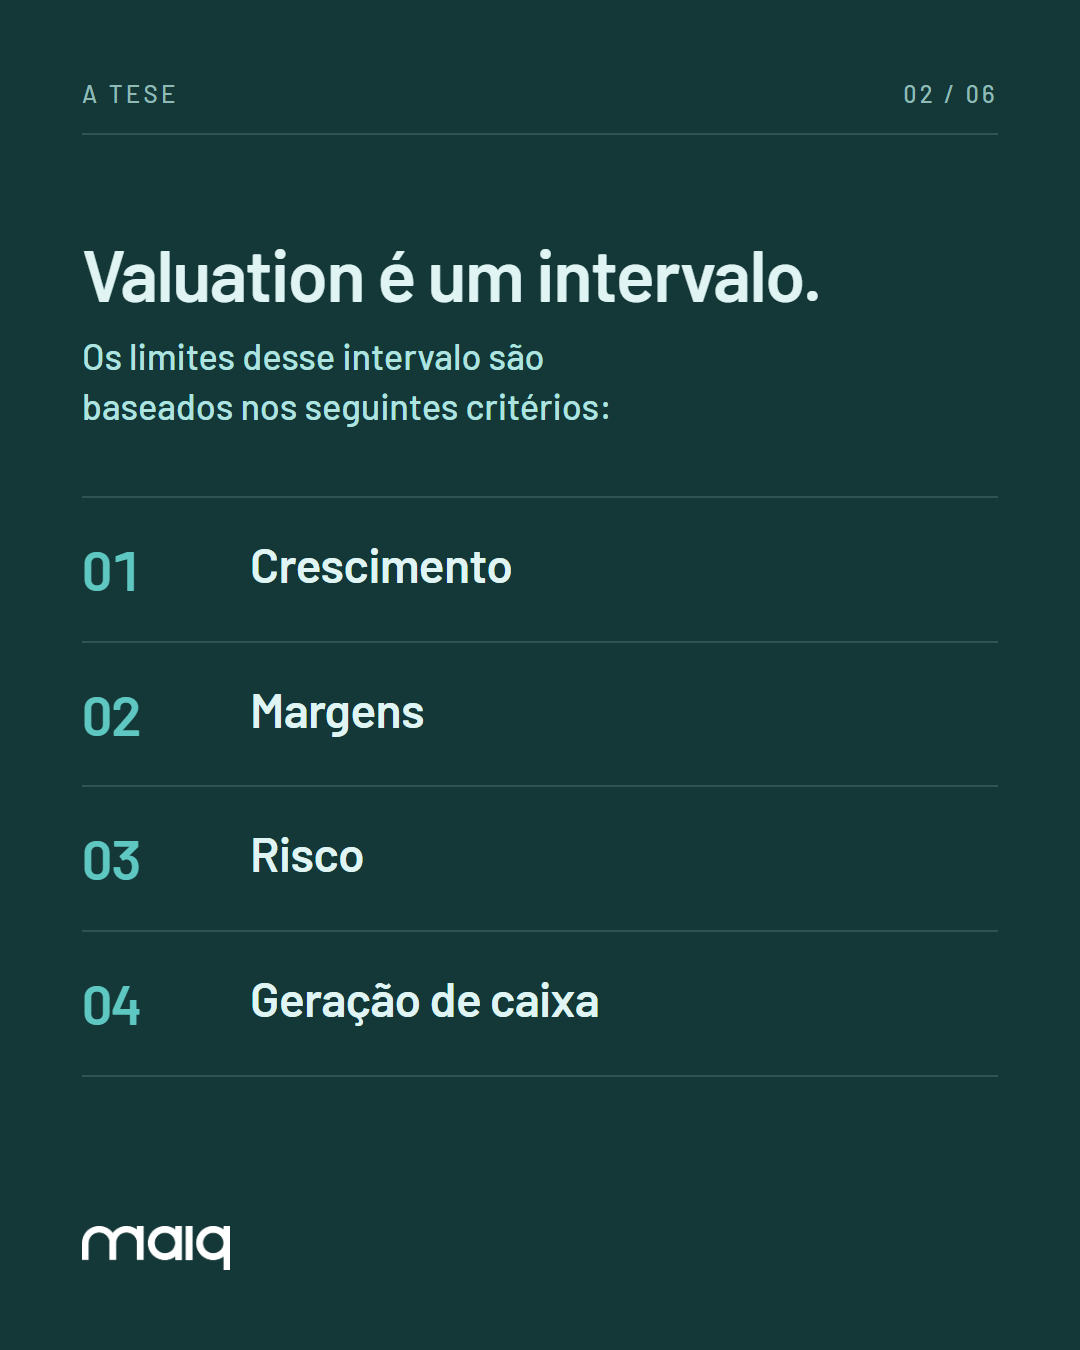 A TESE
02 / 06
Valuation é um intervalo.
Os limites desse intervalo são
baseados nos seguintes critérios:
01 Crescimento
02 Margens
03 Risco
04 Geração de caixa
maiq